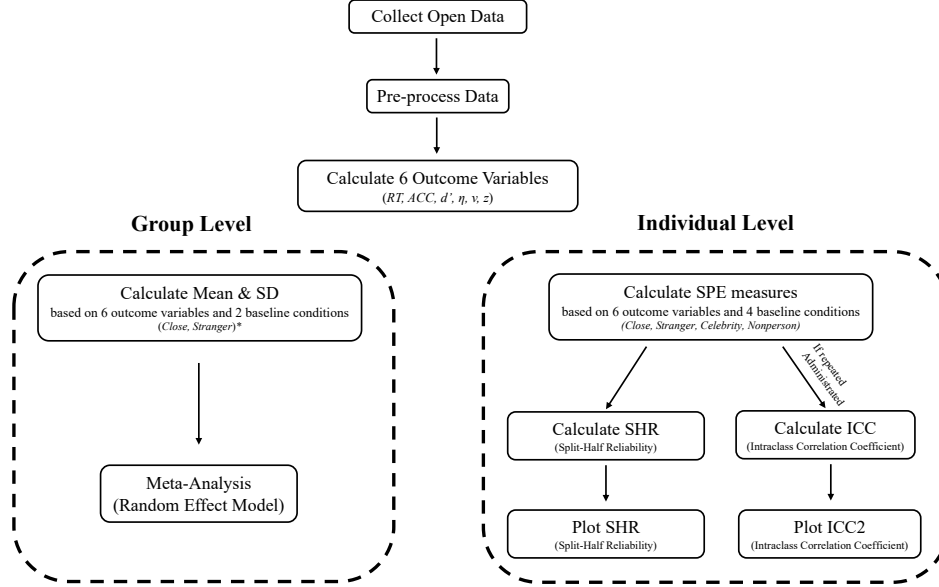 Collect Open Data
Pre-process Data
Calculate 6 Outcome Variables
(RT, ACC, d', η, v, z)
Group Level
Calculate Mean & SD
based on 6 outcome variables and 2 baseline conditions
(Close, Stranger)*
Meta-Analysis
(Random Effect Model)
Individual Level
Calculate SPE measures
based on 6 outcome variables and 4 baseline conditions
(Close, Stranger, Celebrity, Nonperson)
If repeated
Administrated
Calculate SHR
(Split-Half Reliability)
Calculate ICC
(Intraclass Correlation Coefficient)
Plot SHR
(Split-Half Reliability)
Plot ICC2
(Intraclass Correlation Coefficient)